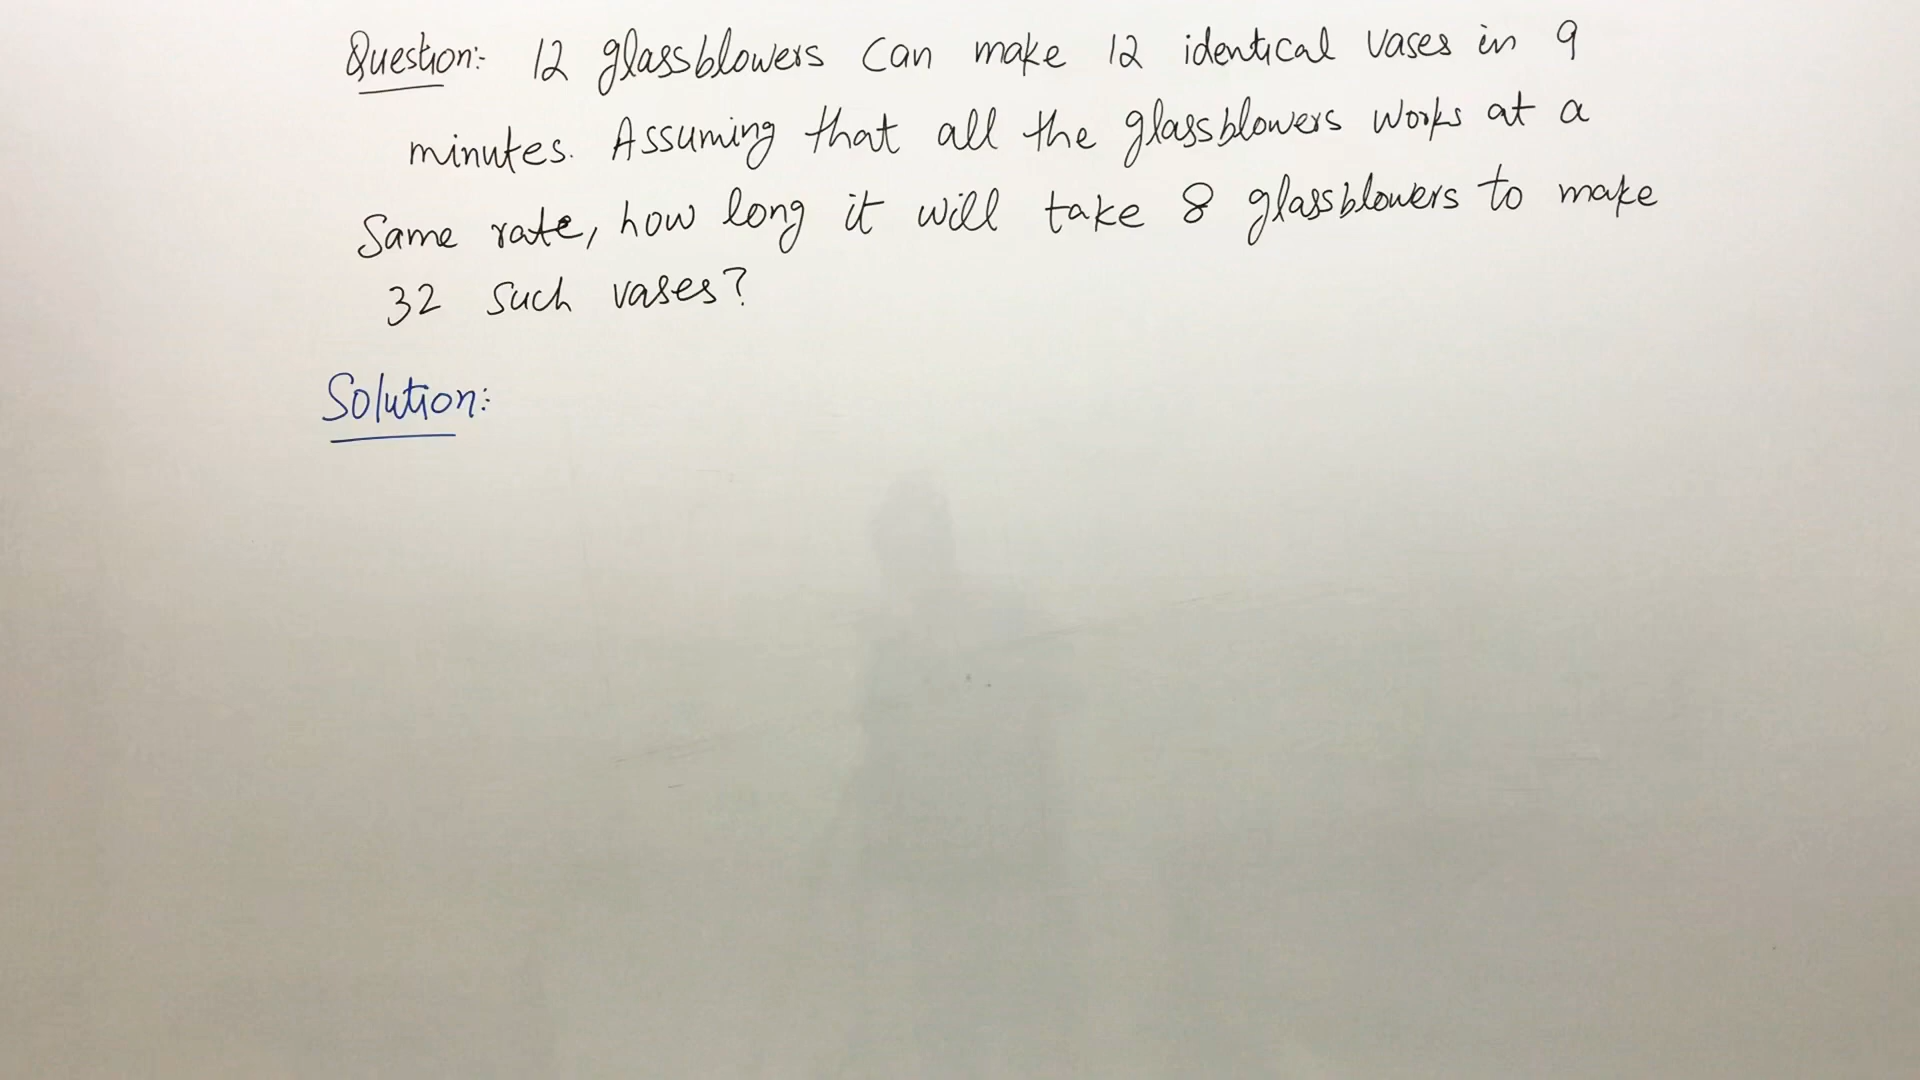 Question:- 12 glassblowers can make 12 identical vases in 9
minutes. Assuming that all the glassblowers works at a
Same rate, how long it will take 8 glassblowers to make
32 such vases?
Solution: